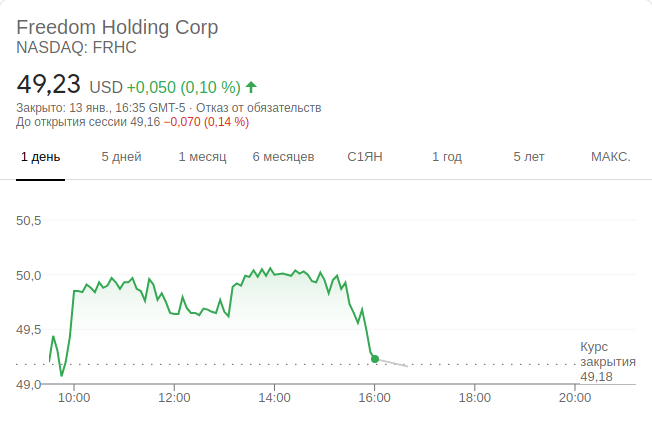 Freedom Holding Corp
NASDAQ: FRHC
49,23 USD +0,050 (0,10 %)
Закрыто: 13 янв., 16:35 GMT-5 · Отказ от обязательств
До открытия сессии 49,16 −0,070 (0,14 %)
1 день 5 дней 1 месяц 6 месяцев С1ЯН 1 год 5 лет МАКС.
50,5
50,0
49,5
Курс
закрытия
49,18
49,0
10:00 12:00 14:00 16:00 18:00 20:00